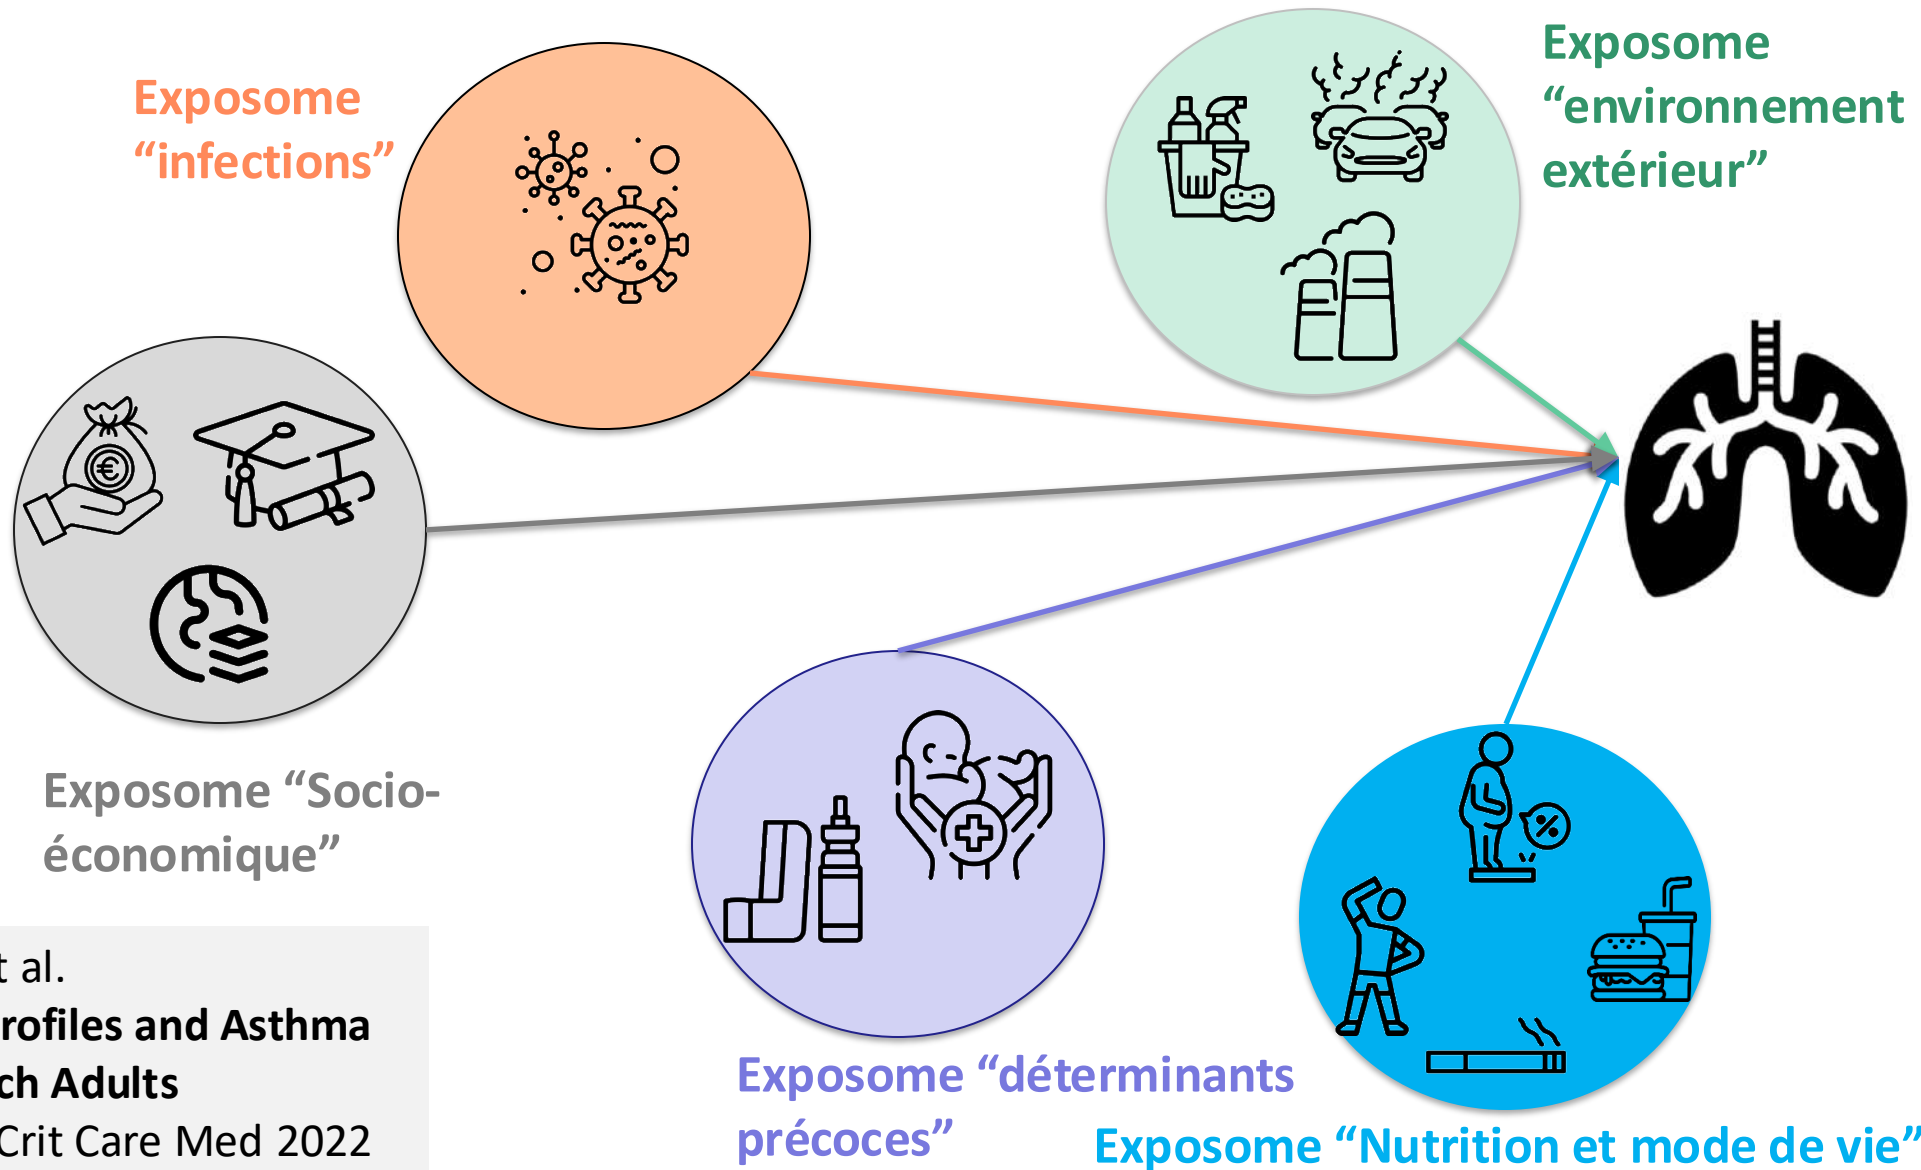 Exposome
“infections”
Exposome
“environnement
extérieur”
Exposome “Socio-
économique”
Exposome “déterminants
précoces”
Exposome “Nutrition et mode de vie”
t al.
rofiles and Asthma
ch Adults
Crit Care Med 2022
€
%